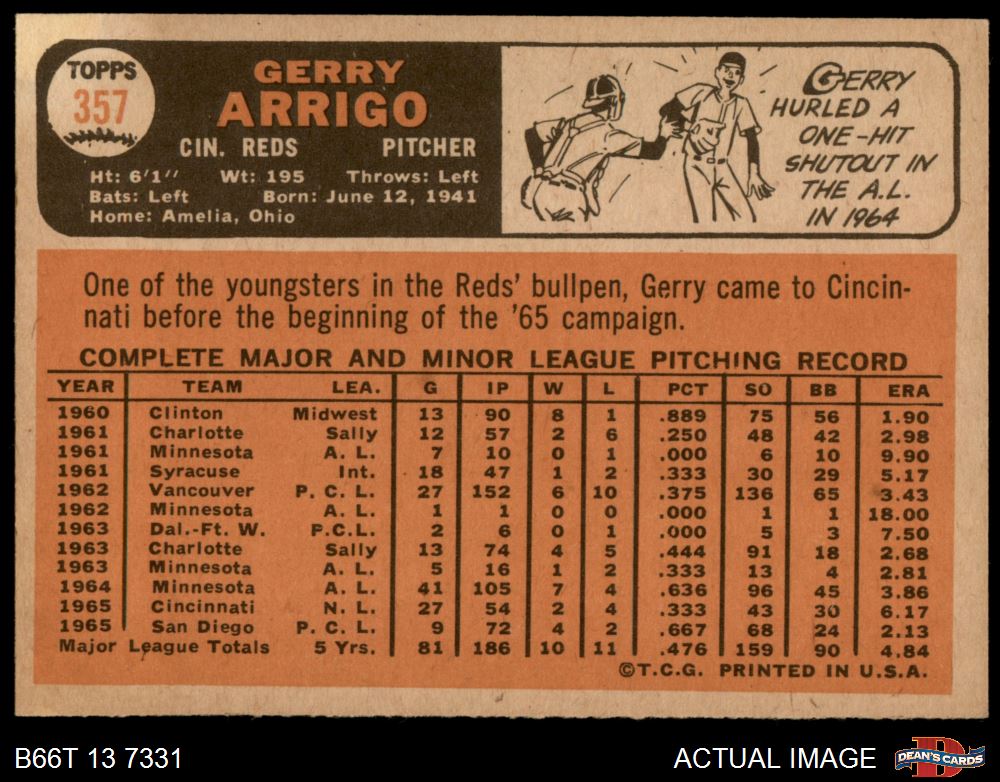 TOPPS
357
GERRY
ARRIGO
CIN. REDS PITCHER
Ht: 6'1" Wt: 195 Throws: Left
Bats: Left Born: June 12, 1941
Home: Amelia, Ohio
GERRY
HURLED A
ONE-HIT
SHUTOUT IN
THE A.L.
IN 1964
One of the youngsters in the Reds' bullpen, Gerry came to Cincin-
nati before the beginning of the '65 campaign.
COMPLETE MAJOR AND MINOR LEAGUE PITCHING RECORD
YEAR TEAM LEA. G IP W L PCT SO BB ERA
1960 Clinton Midwest 13 90 8 1 .889 75 56 1.90
1961 Charlotte Sally 12 57 2 6 .250 48 42 2.98
1961 Minnesota A. L. 7 10 0 1 .000 6 10 9.90
1961 Syracuse Int. 18 47 1 2 .333 30 29 5.17
1962 Vancouver P. C. L. 27 152 6 10 .375 136 65 3.43
1962 Minnesota A. L. 1 1 0 0 .000 1 1 18.00
1963 Dal.-Ft. W. P.C.L. 2 6 0 1 .000 5 3 7.50
1963 Charlotte Sally 13 74 4 5 .444 91 18 2.68
1963 Minnesota A. L. 5 16 1 2 .333 13 4 2.81
1964 Minnesota A. L. 41 105 7 4 .636 96 45 3.86
1965 Cincinnati N. L. 27 54 2 4 .333 43 30 6.17
1965 San Diego P. C. L. 9 72 4 2 .667 68 24 2.13
Major League Totals 5 Yrs. 81 186 10 11 .476 159 90 4.84
©T.C.G. PRINTED IN U.S.A.
B66T 13 7331 ACTUAL IMAGE
D
DEAN'S CARDS